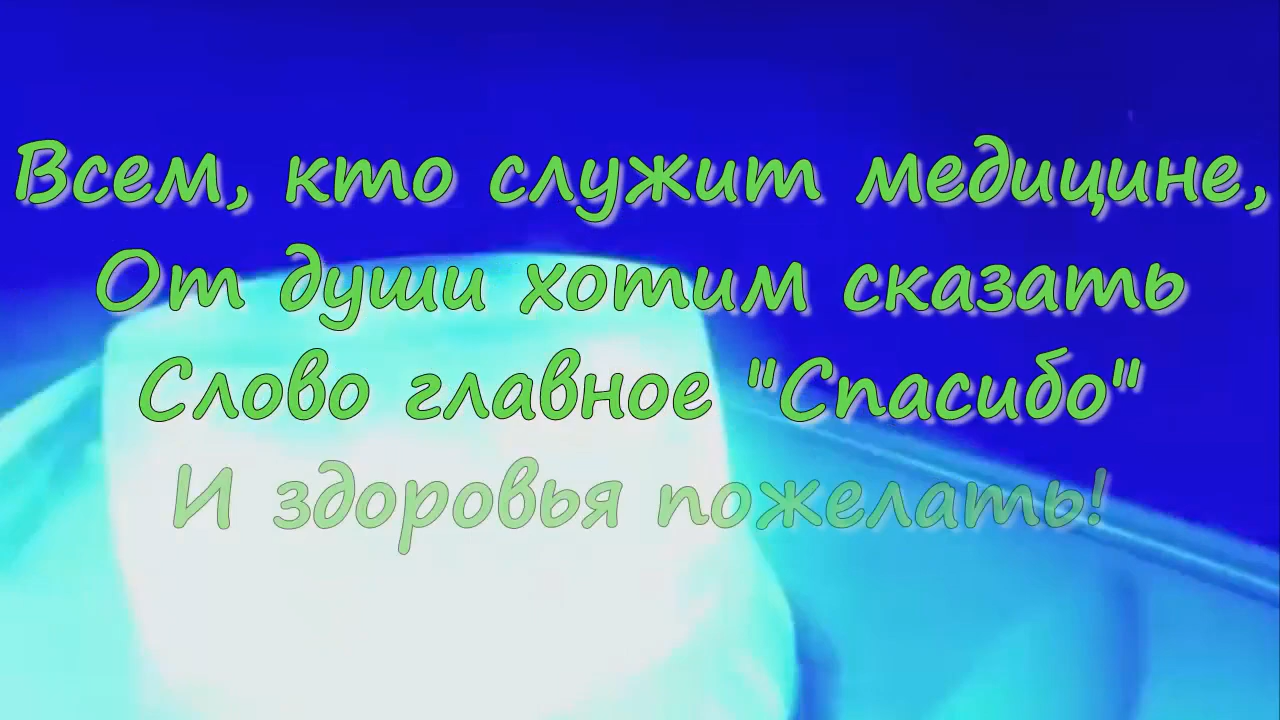 Всем, кто служит медицине,
От души хотим сказать
Слово главное "Спасибо"
И здоровья пожелать!